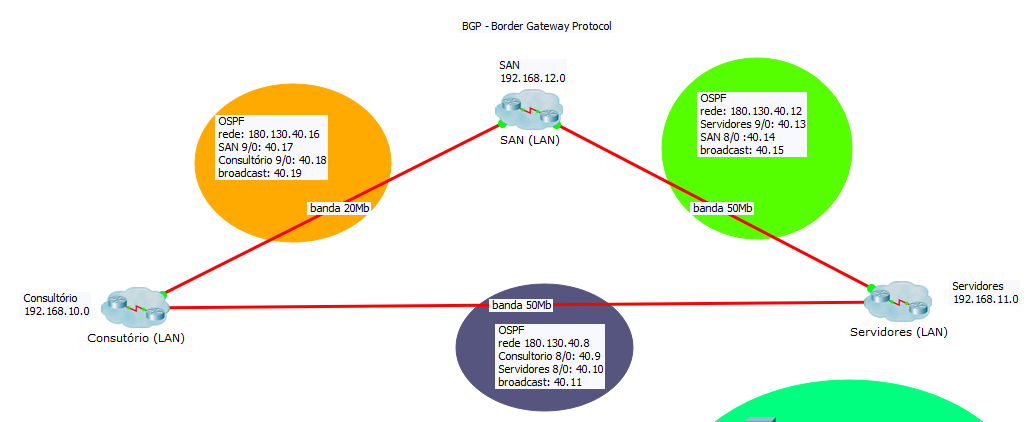 BGP - Border Gateway Protocol
SAN
192.168.12.0
SAN (LAN)
OSPF
rede: 180.130.40.16
SAN 9/0: 40.17
Consultório 9/0: 40.18
broadcast: 40.19
OSPF
rede: 180.130.40.12
Servidores 9/0: 40.13
SAN 8/0 :40.14
broadcast: 40.15
banda 20Mb
banda 50Mb
Consultório
192.168.10.0
Consutório (LAN)
banda 50Mb
OSPF
rede 180.130.40.8
Consultorio 8/0: 40.9
Servidores 8/0: 40.10
broadcast: 40.11
Servidores
192.168.11.0
Servidores (LAN)